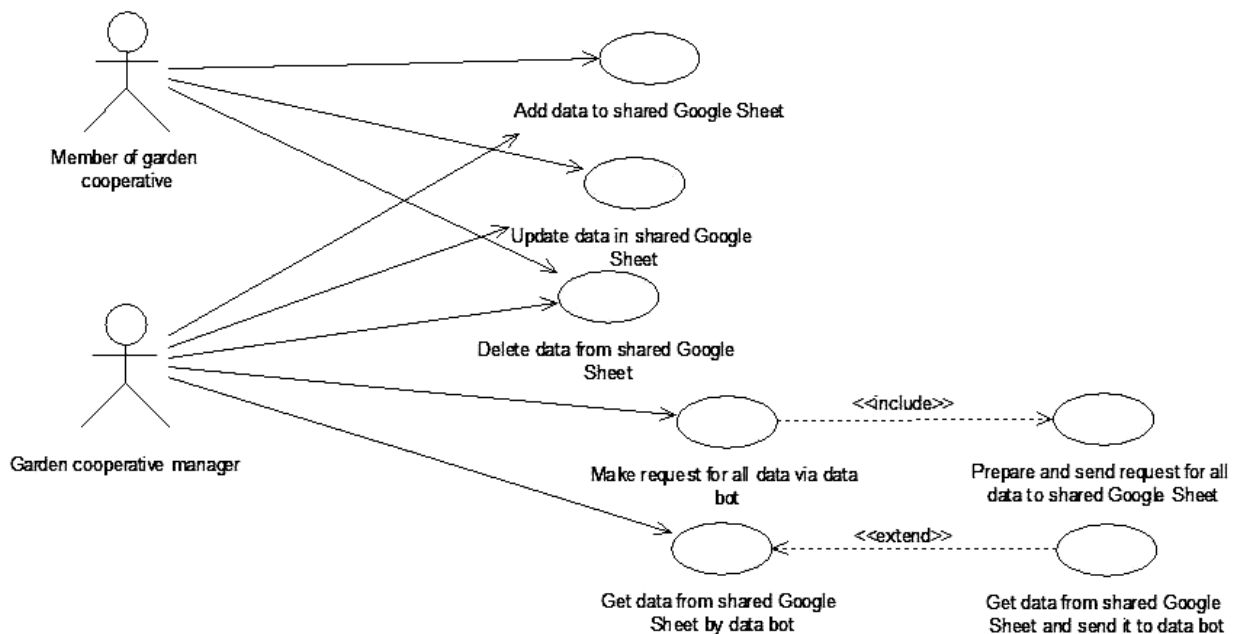 Add data to shared Google Sheet
Member of garden
cooperative
Update data in shared Google
Sheet
Delete data from shared Google
Sheet
Garden cooperative manager
<<include>>
Make request for all data via data
bot
Prepare and send request for all
data to shared Google Sheet
<<extend>>
Get data from shared Google
Sheet by data bot
Get data from shared Google
Sheet and send it to data bot